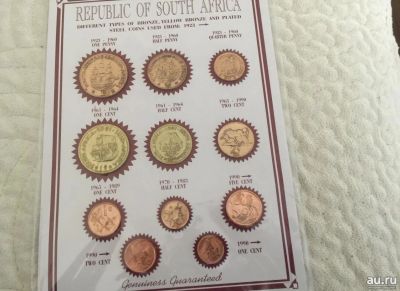 REPUBLIC OF SOUTH AFRICA
DIFFERENT TYPES OF BRONZE, YELLOW BRONZE AND PLATED
STEEL COINS USED FROM 1923 →
1923 - 1960
ONE PENNY
1923 - 1960
HALF PENNY
1923 - 1960
QUARTER PENNY
1961 - 1964
ONE CENT
1961 - 1964
HALF CENT
1965 - 1990
TWO CENT
1965 - 1989
ONE CENT
1970 - 1983
HALF CENT
1990 →
FIVE CENT
1990 →
TWO CENT
1990 →
ONE CENT
Genuiness Guaranteed
au.ru